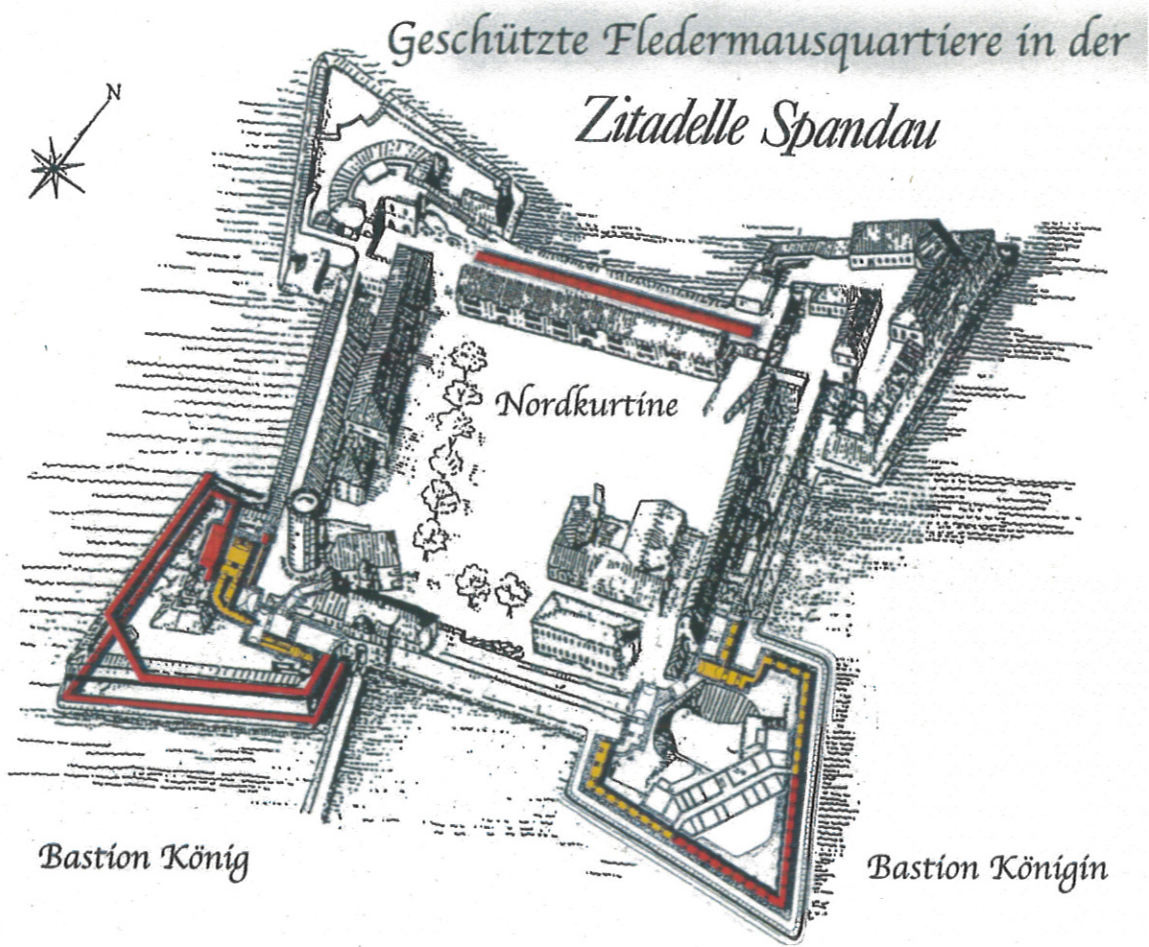 Geschützte Fledermausquartiere in der
Zitadelle Spandau
N
Nordkurtine
Bastion König
Bastion Königin